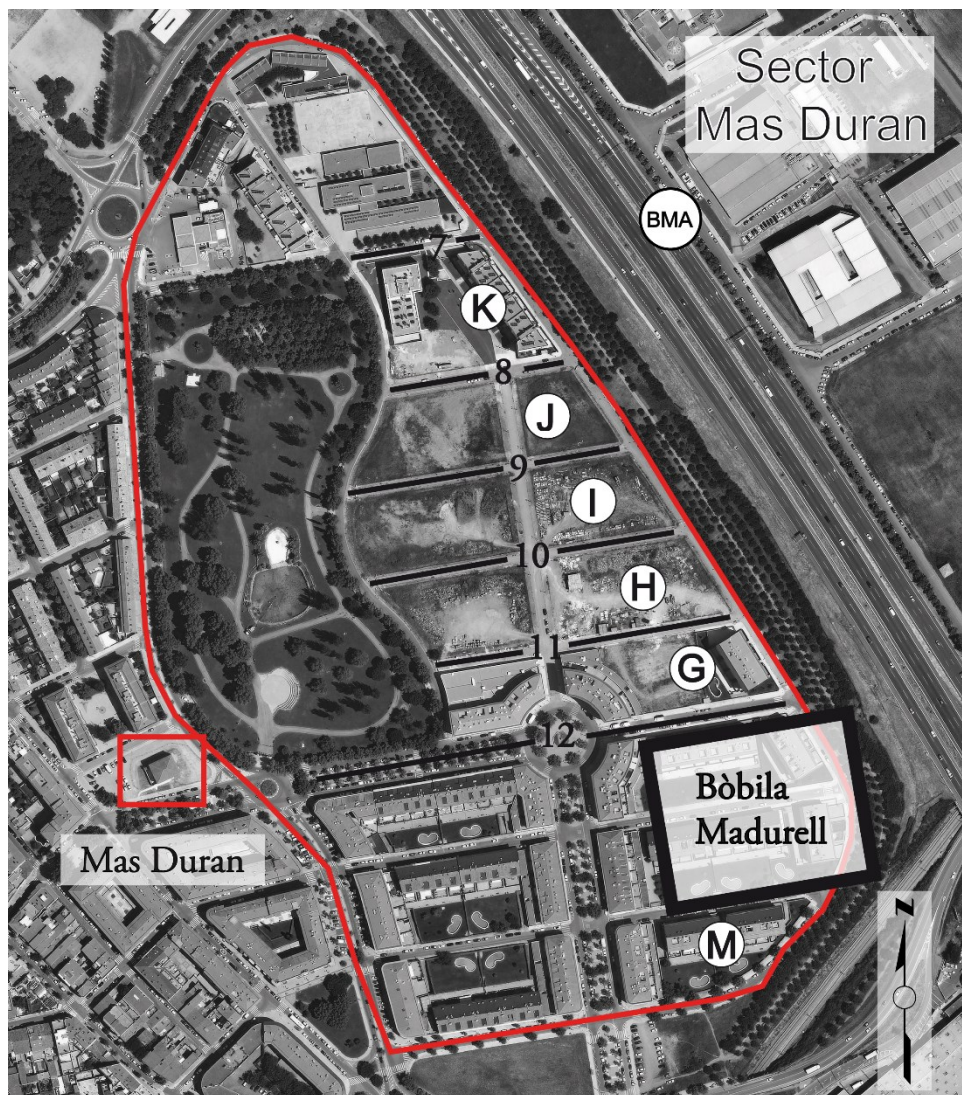 Sector
Mas Duran
BMA
7
K
8
J
9
I
10
H
11
G
12
Bòbila
Madurell
Mas Duran
M
N